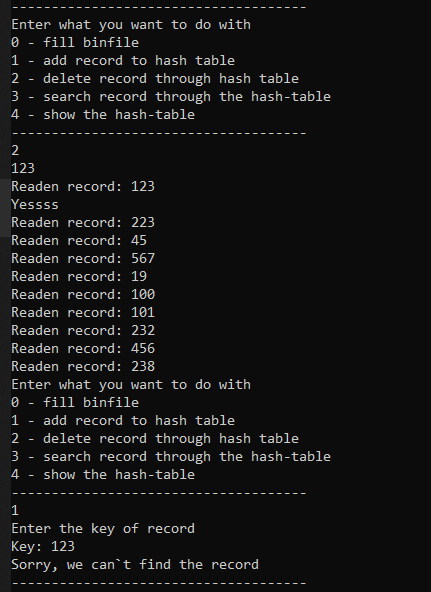 -------------------------------------
Enter what you want to do with
0 - fill binfile
1 - add record to hash table
2 - delete record through hash table
3 - search record through the hash-table
4 - show the hash-table
-------------------------------------
2
123
Readen record: 123
Yessss
Readen record: 223
Readen record: 45
Readen record: 567
Readen record: 19
Readen record: 100
Readen record: 101
Readen record: 232
Readen record: 456
Readen record: 238
Enter what you want to do with
0 - fill binfile
1 - add record to hash table
2 - delete record through hash table
3 - search record through the hash-table
4 - show the hash-table
-------------------------------------
1
Enter the key of record
Key: 123
Sorry, we can`t find the record
-------------------------------------